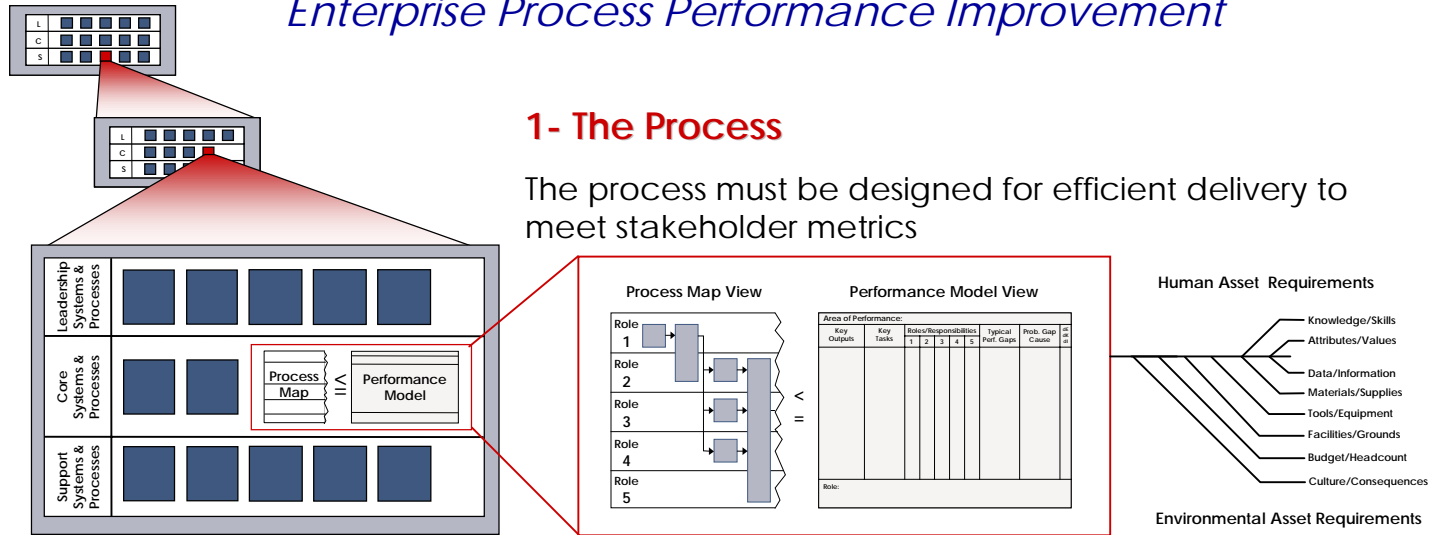 Enterprise Process Performance Improvement
L
C
S
L
C
S
1- The Process
The process must be designed for efficient delivery to
meet stakeholder metrics
Leadership
Systems &
Processes
Core
Systems &
Processes
Process
Map
<
=
Performance
Model
Support
Systems &
Processes
Process Map View
Role
1
Role
2
Role
3
Role
4
Role
5
<
=
Performance Model View
Area of Performance:
Key
Outputs
Key
Tasks
Roles/Responsibilities
1 2 3 4 5
Typical
Perf. Gaps
Prob. Gap
Cause
dE
dK
dI
Role:
Human Asset Requirements
Knowledge/Skills
Attributes/Values
Data/Information
Materials/Supplies
Tools/Equipment
Facilities/Grounds
Budget/Headcount
Culture/Consequences
Environmental Asset Requirements